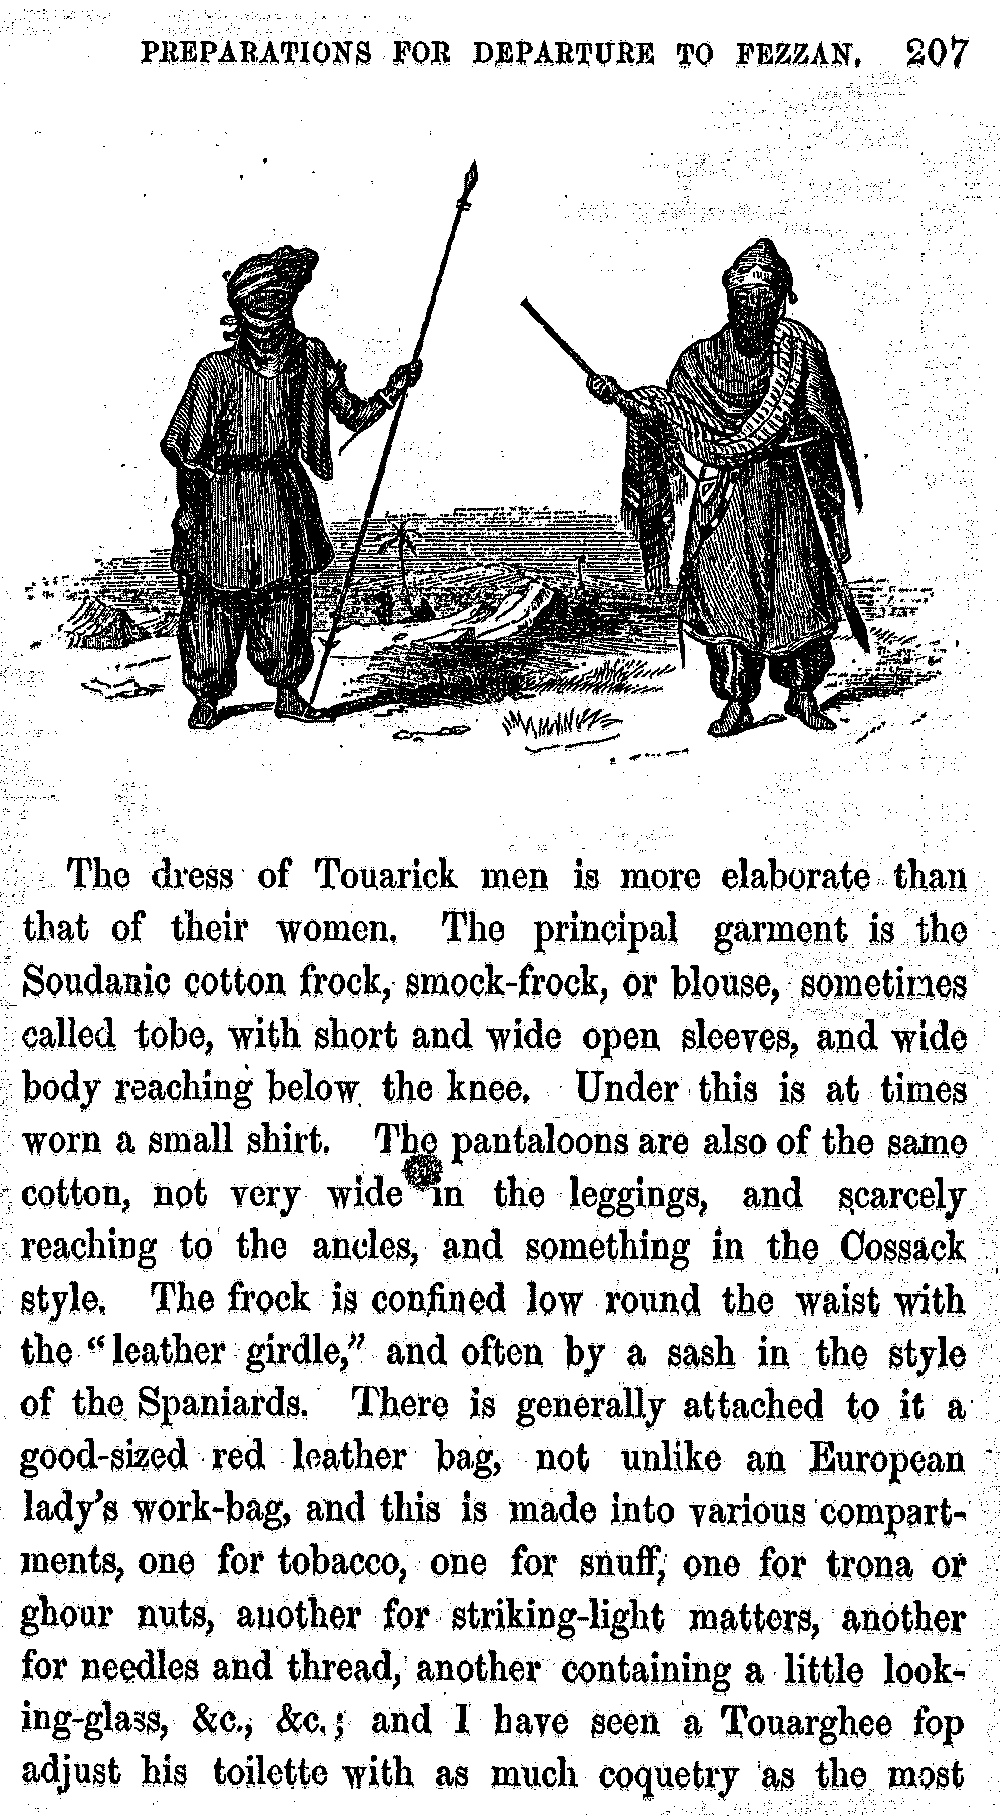 PREPARATIONS FOR DEPARTURE TO FEZZAN. 207
The dress of Touarick men is more elaborate than
that of their women. The principal garment is the
Soudanic cotton frock, smock-frock, or blouse, sometimes
called tobe, with short and wide open sleeves, and wide
body reaching below the knee. Under this is at times
worn a small shirt. The pantaloons are also of the same
cotton, not very wide in the leggings, and scarcely
reaching to the ancles, and something in the Cossack
style. The frock is confined low round the waist with
the “leather girdle,” and often by a sash in the style
of the Spaniards. There is generally attached to it a
good-sized red leather bag, not unlike an European
lady's work-bag, and this is made into various compart-
ments, one for tobacco, one for snuff, one for trona or
ghour nuts, another for striking-light matters, another
for needles and thread, another containing a little look-
ing-glass, &c., &c.; and I have seen a Touarghee fop
adjust his toilette with as much coquetry as the most